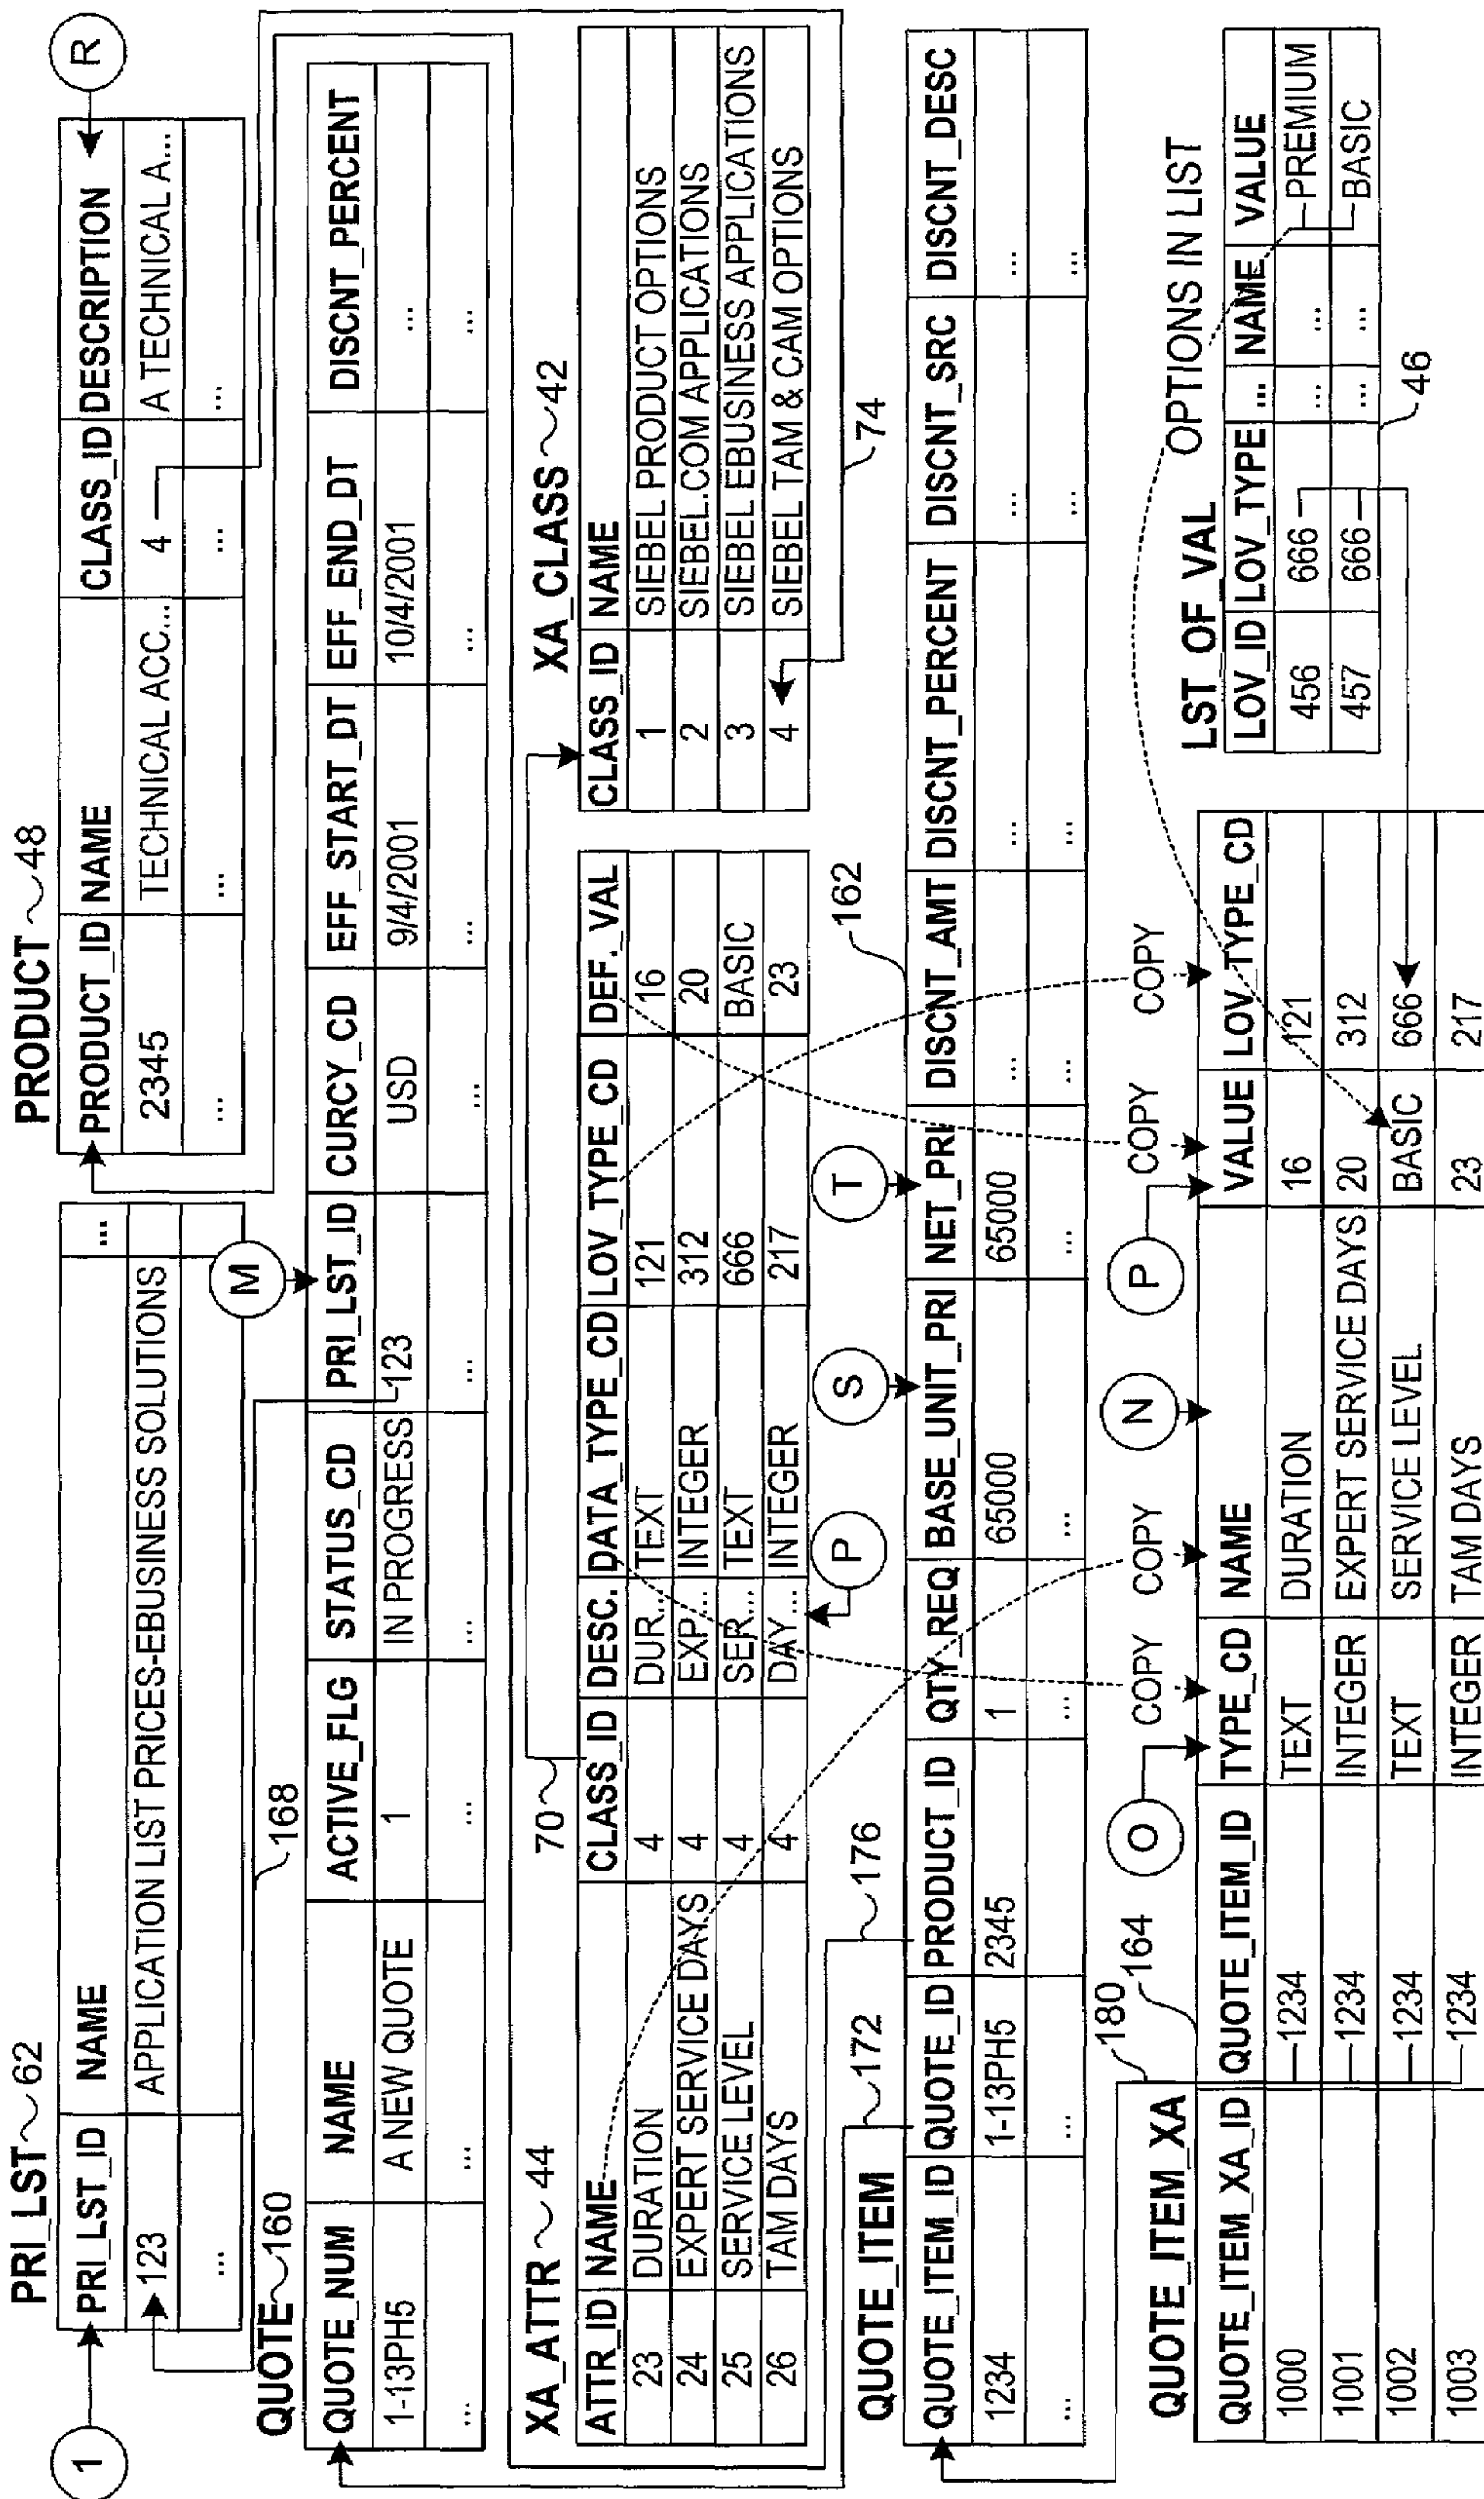 1
PRI_LST 62
PRI_LST_ID NAME ...
123 APPLICATION LIST PRICES-EBUSINESS SOLUTIONS
...
PRODUCT 48
PRODUCT_ID NAME CLASS_ID DESCRIPTION
2345 TECHNICAL ACC... 4 A TECHNICAL A...
... ... ... ...
R
M
168
QUOTE 160
QUOTE_NUM NAME ACTIVE_FLG STATUS_CD PRI_LST_ID CURCY_CD EFF_START_DT EFF_END_DT DISCNT_PERCENT
1-13PH5 A NEW QUOTE 1 IN PROGRESS 123 USD 9/4/2001 10/4/2001 ...
... ... ... ... ... ... ... ... ...
XA_ATTR 44
70
ATTR_ID NAME CLASS ID DESC. DATA_TYPE_CD LOV_TYPE_CD DEF. VAL
23 DURATION 4 DUR... TEXT 121 16
24 EXPERT SERVICE DAYS 4 EXP... INTEGER 312 20
25 SERVICE LEVEL 4 SER... TEXT 666 BASIC
26 TAM DAYS 4 DAY... INTEGER 217 23
XA_CLASS 42
CLASS_ID NAME
1 SIEBEL PRODUCT OPTIONS
2 SIEBEL.COM APPLICATIONS
3 SIEBEL EBUSINESS APPLICATIONS
4 SIEBEL TAM & CAM OPTIONS
74
P
S
T
162
172
176
QUOTE_ITEM
QUOTE_ITEM_ID QUOTE_ID PRODUCT_ID QTY_REQ BASE_UNIT_PRI NET_PRI DISCNT_AMT DISCNT_PERCENT DISCNT_SRC DISCNT_DESC
1234 1-13PH5 2345 1 65000 65000 ... ... ... ...
... ... ... ... ... ... ... ... ...
180
164
O
COPY
COPY
N
P
COPY
COPY
QUOTE_ITEM_XA
QUOTE_ITEM_XA_ID QUOTE_ITEM_ID TYPE_CD NAME VALUE LOV_TYPE_CD
1000 1234 TEXT DURATION 16 121
1001 1234 INTEGER EXPERT SERVICE DAYS 20 312
1002 1234 TEXT SERVICE LEVEL BASIC 666
1003 1234 INTEGER TAM DAYS 23 217
OPTIONS IN LIST
LST_OF_VAL
LOV_ID LOV_TYPE ... NAME VALUE
456 666 ... ... PREMIUM
457 666 ... ... BASIC
46